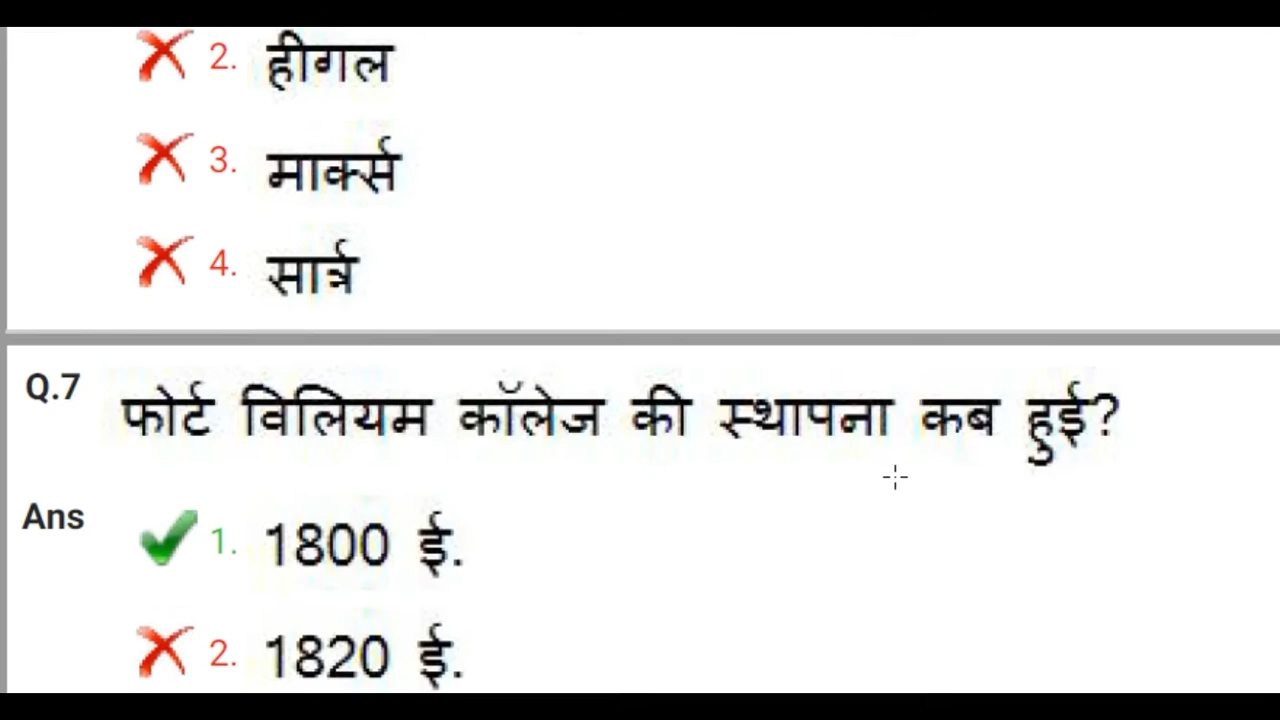 2. हीगल
3. मार्क्स
4. सार्त्र
Q.7 फोर्ट विलियम कॉलेज की स्थापना कब हुई?
Ans 1. 1800 ई.
2. 1820 ई.